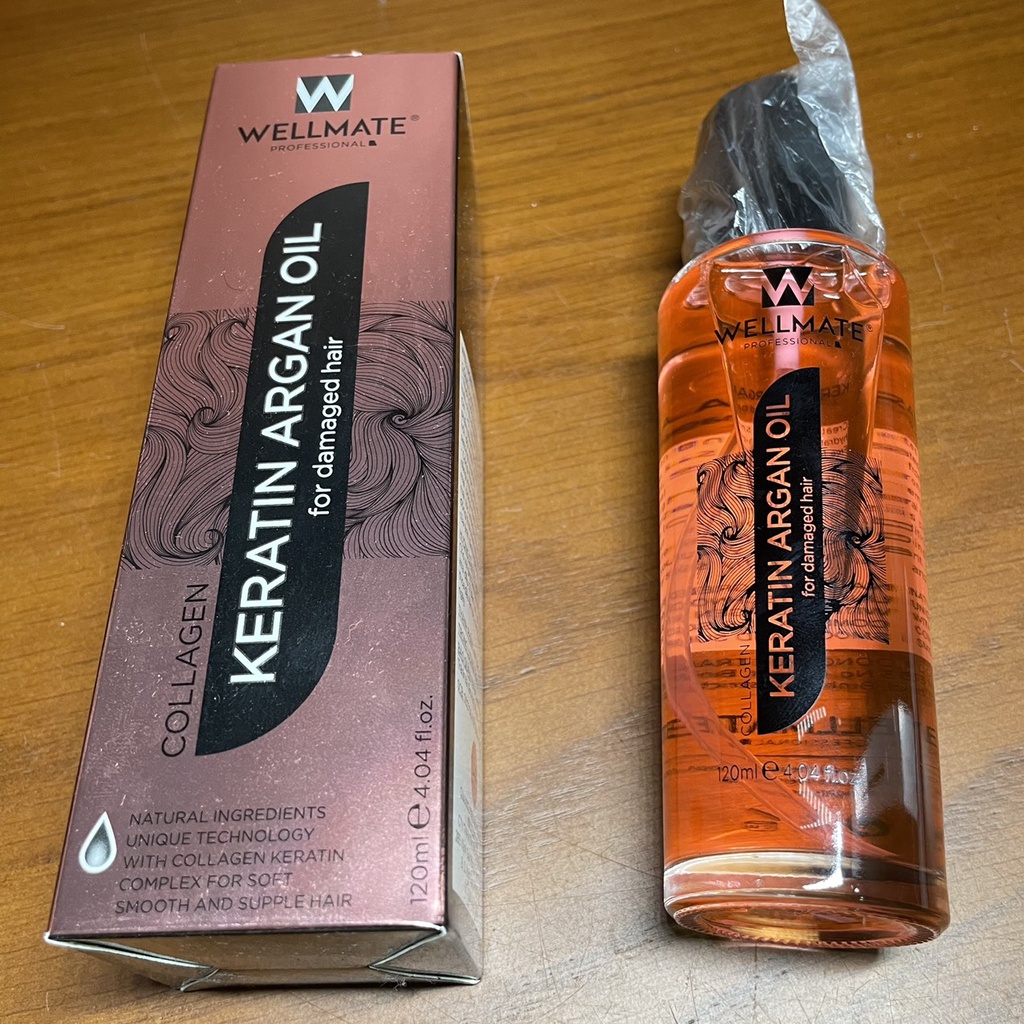 W
WELLMATE®
PROFESSIONAL
COLLAGEN
KERATIN ARGAN OIL
for damaged hair
NATURAL INGREDIENTS
UNIQUE TECHNOLOGY
WITH COLLAGEN KERATIN
COMPLEX FOR SOFT
SMOOTH AND SUPPLE HAIR
120ml ℮ 4.04 fl.oz.
W
WELLMATE®
PROFESSIONAL
COLLAGEN
KERATIN ARGAN OIL
for damaged hair
120ml ℮ 4.04 fl.oz.